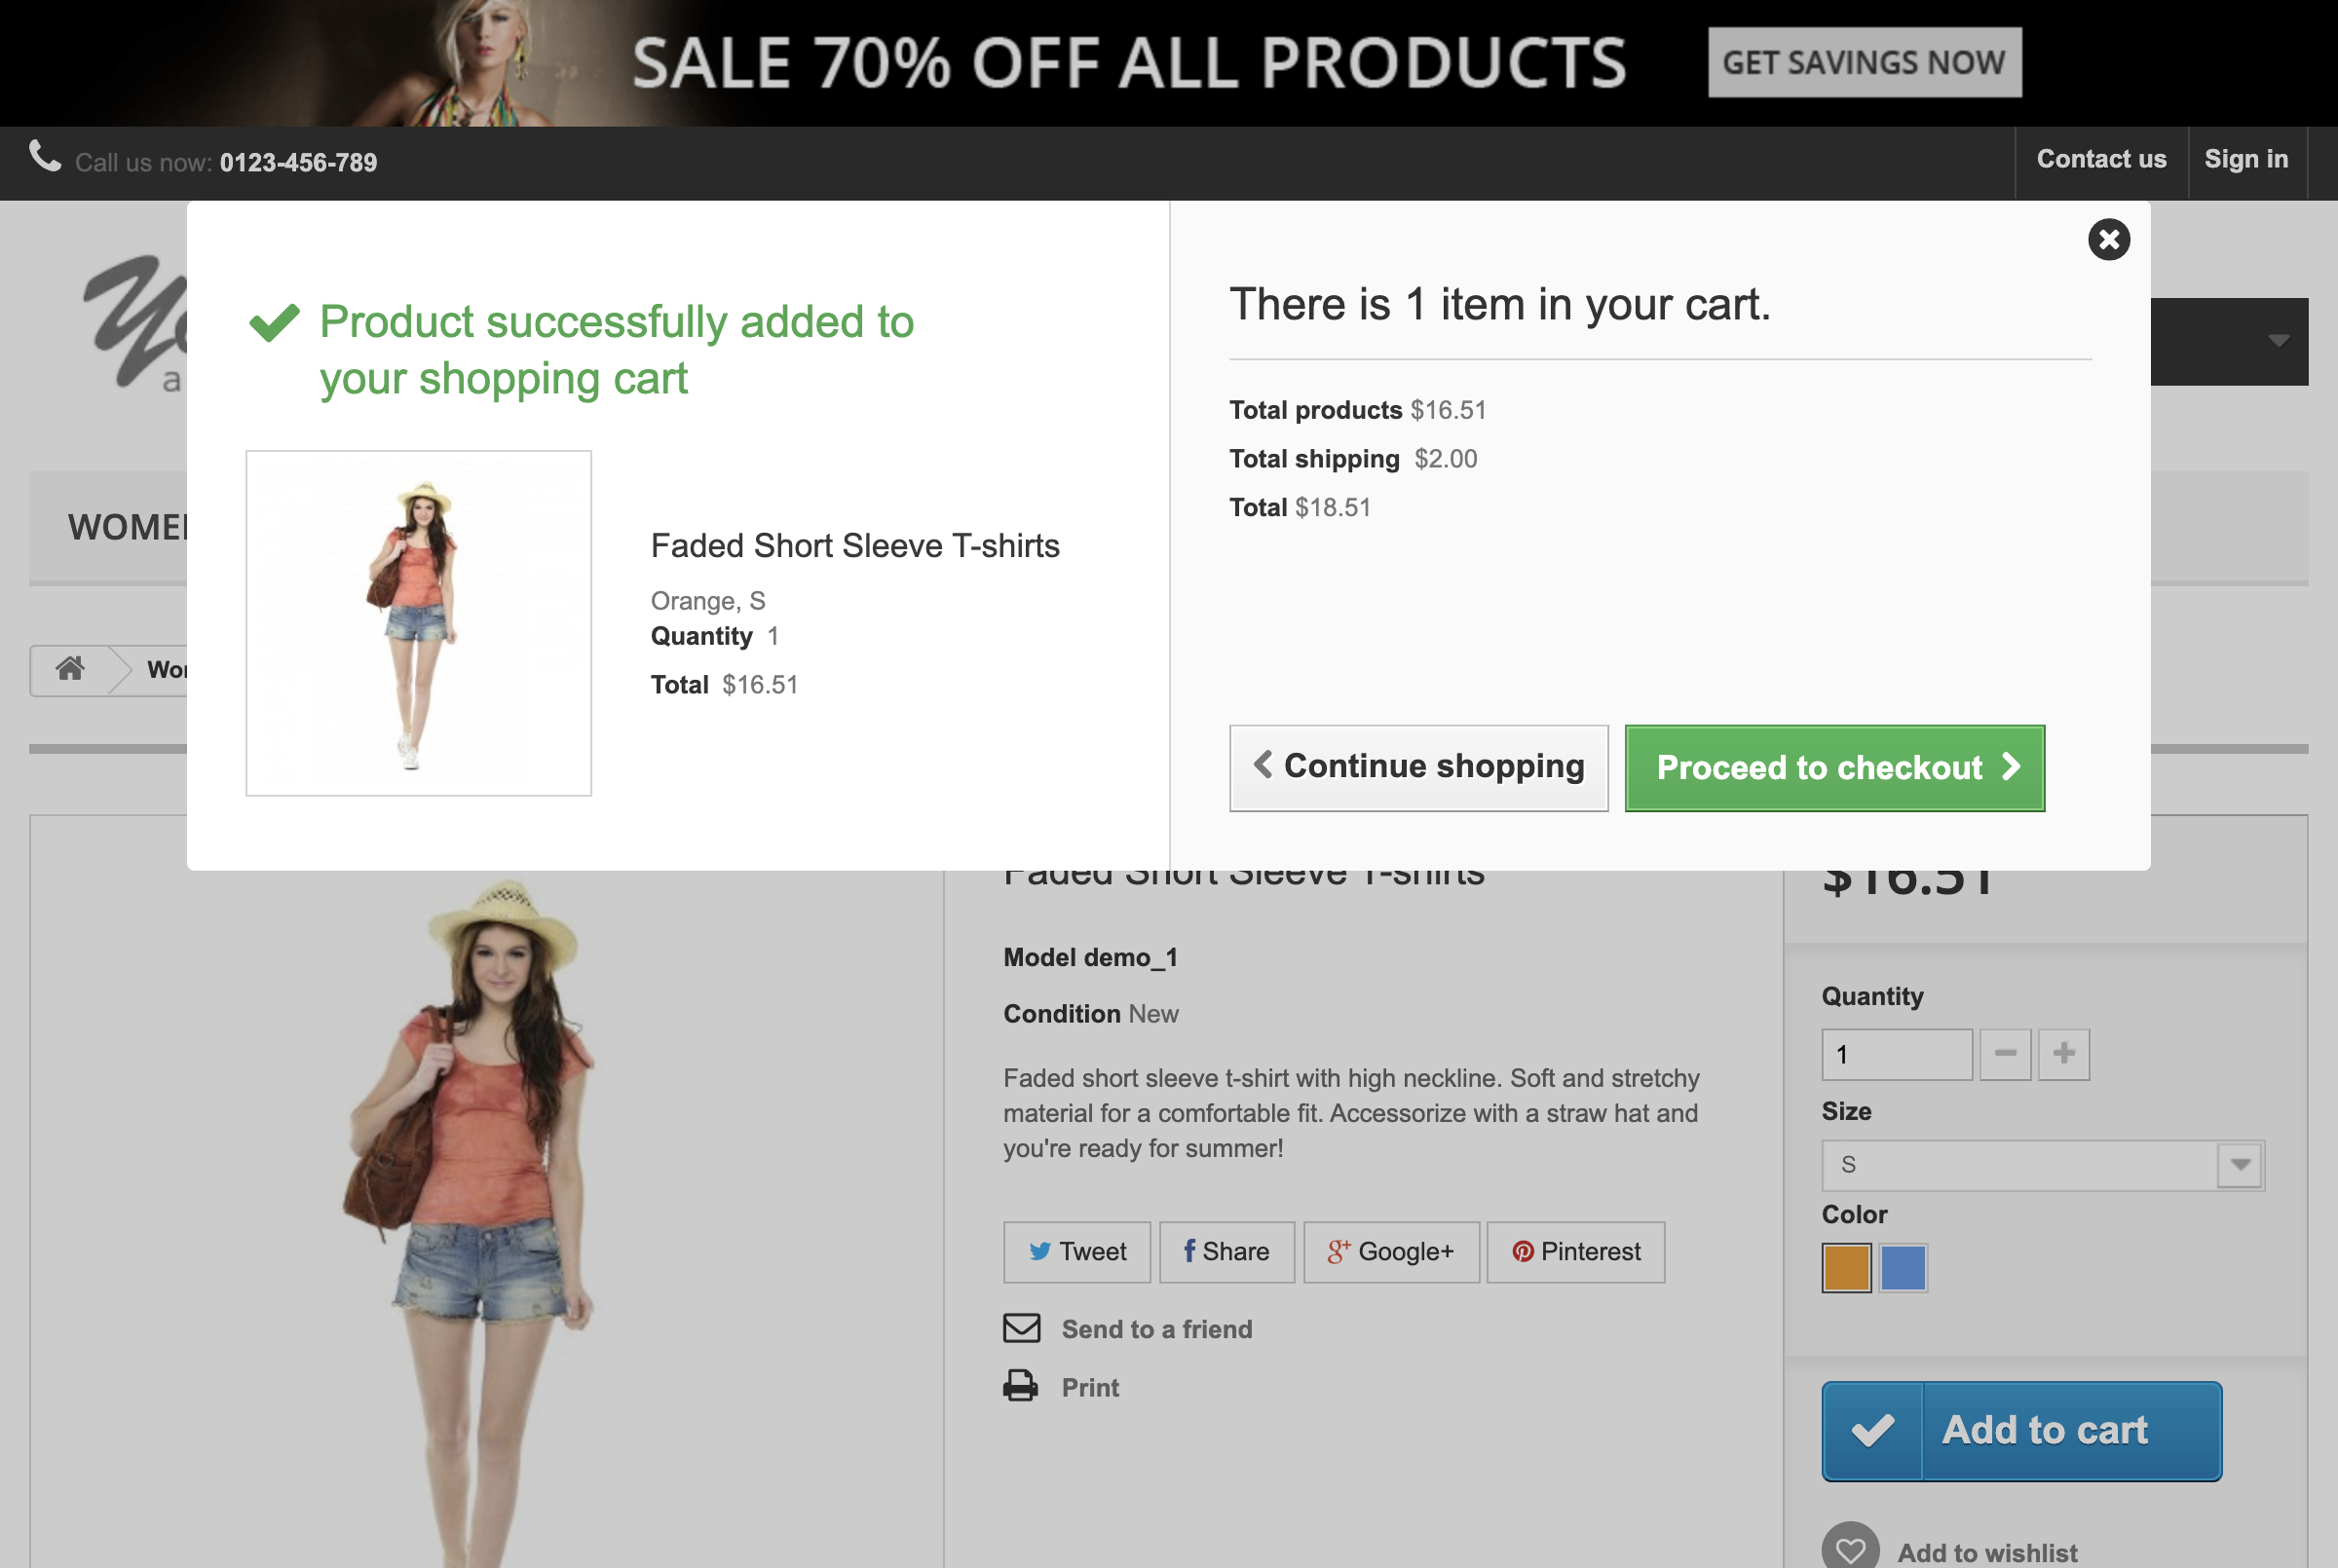 SALE 70% OFF ALL PRODUCTS
GET SAVINGS NOW
Call us now: 0123-456-789
Contact us
Sign in
Product successfully added to
your shopping cart
Faded Short Sleeve T-shirts
Orange, S
Quantity 1
Total $16.51
There is 1 item in your cart.
Total products $16.51
Total shipping $2.00
Total $18.51
Continue shopping
Proceed to checkout
Faded Short Sleeve T-shirts
Model demo_1
Condition New
Faded short sleeve t-shirt with high neckline. Soft and stretchy
material for a comfortable fit. Accessorize with a straw hat and
you're ready for summer!
Tweet
Share
Google+
Pinterest
Send to a friend
Print
$16.51
Quantity
1
Size
S
Color
Add to cart
Add to wishlist